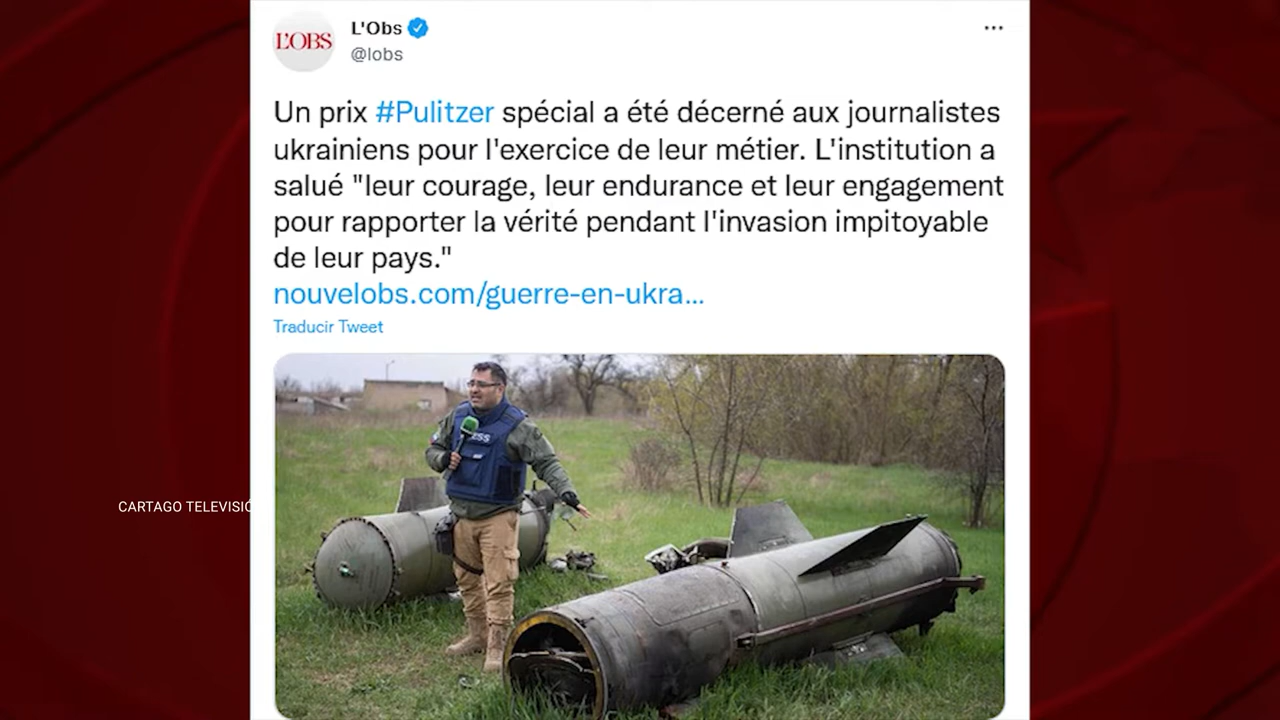 L'OBS
L'Obs
@lobs
Un prix #Pulitzer spécial a été décerné aux journalistes
ukrainiens pour l'exercice de leur métier. L'institution a
salué "leur courage, leur endurance et leur engagement
pour rapporter la vérité pendant l'invasion impitoyable
de leur pays."
nouvelobs.com/guerre-en-ukra...
Traducir Tweet
CARTAGO TELEVISIÓ